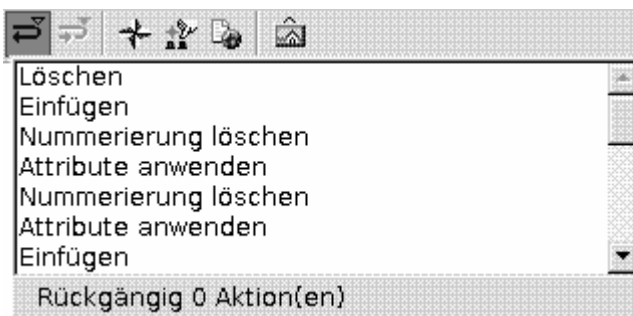 Löschen
Einfügen
Nummerierung löschen
Attribute anwenden
Nummerierung löschen
Attribute anwenden
Einfügen
Rückgängig 0 Aktion(en)